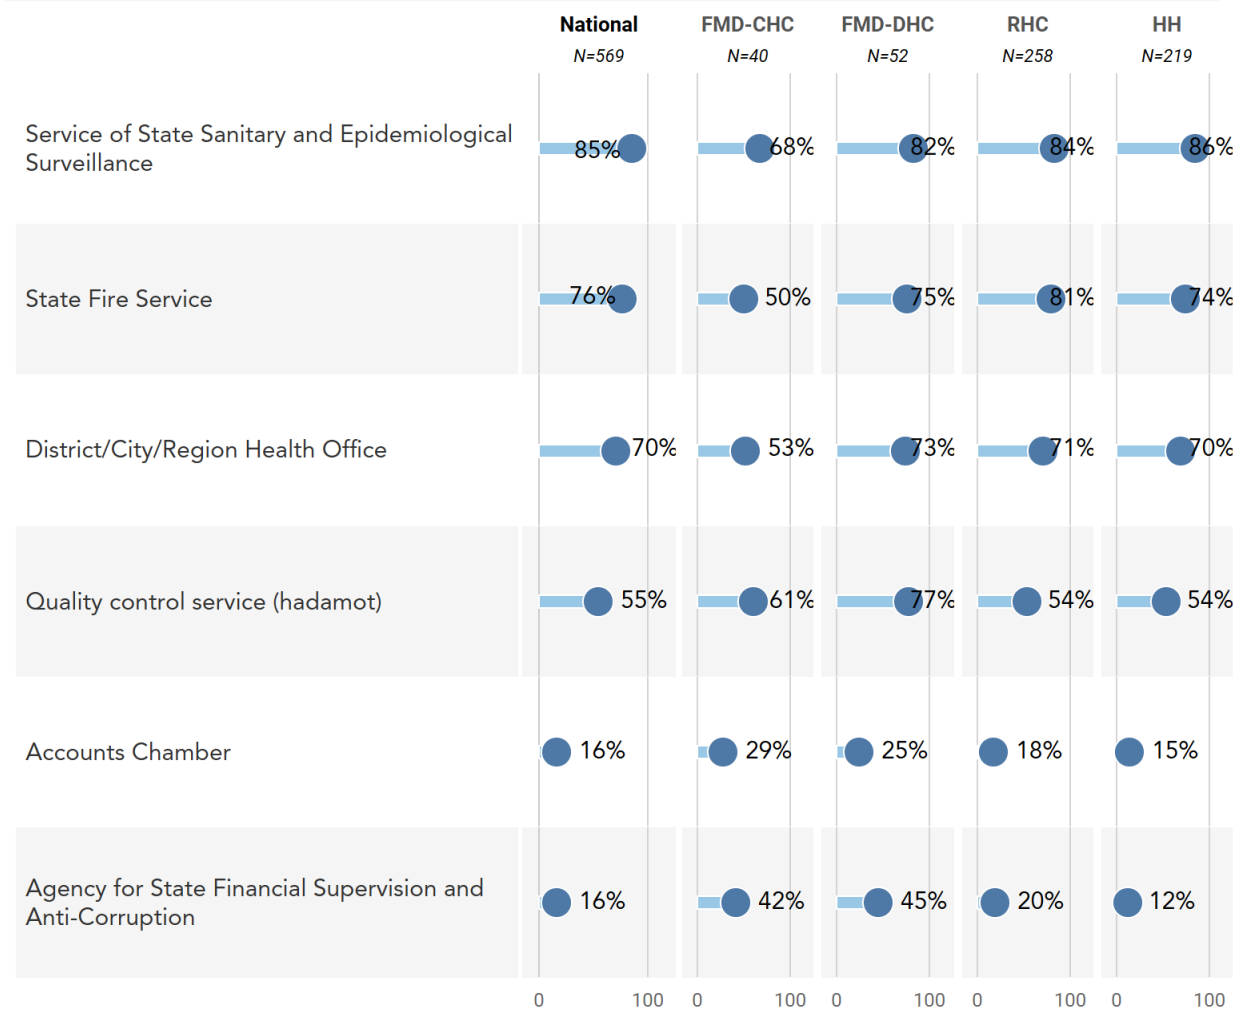 National FMD-CHC FMD-DHC RHC HH
N=569 N=40 N=52 N=258 N=219
Service of State Sanitary and Epidemiological
Surveillance
85% 68% 82% 84% 86%
State Fire Service
76% 50% 75% 81% 74%
District/City/Region Health Office
70% 53% 73% 71% 70%
Quality control service (hadamot)
55% 61% 77% 54% 54%
Accounts Chamber
16% 29% 25% 18% 15%
Agency for State Financial Supervision and
Anti-Corruption
16% 42% 45% 20% 12%
0 100 0 100 0 100 0 100 0 100